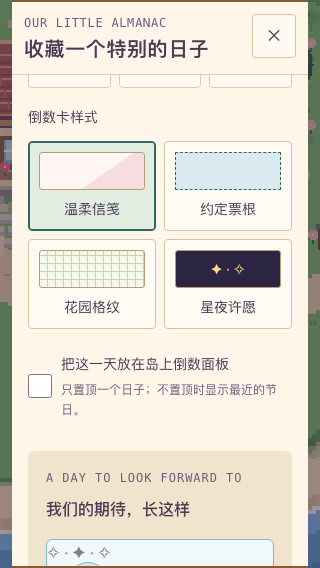 OUR LITTLE ALMANAC
收藏一个特别的日子
倒数卡样式
温柔信笺
约定票根
花园格纹
星夜许愿
把这一天放在岛上倒数面板
只置顶一个日子；不置顶时显示最近的节
日。
A DAY TO LOOK FORWARD TO
我们的期待，长这样